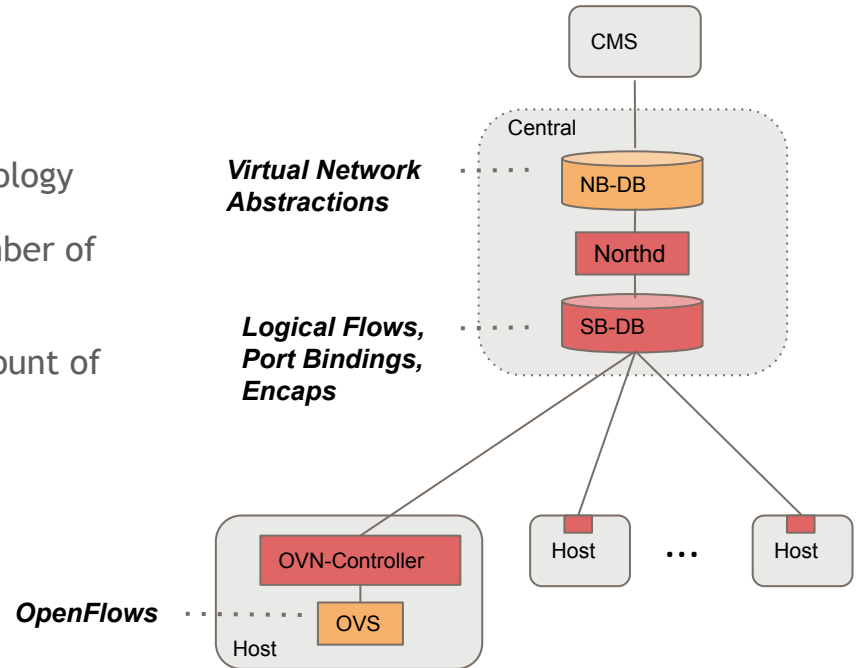 CMS
Central
ology
Virtual Network
Abstractions
NB-DB
ber of
Northd
Logical Flows,
Port Bindings,
Encaps
SB-DB
ount of
OVN-Controller
Host
...
Host
OpenFlows
OVS
Host